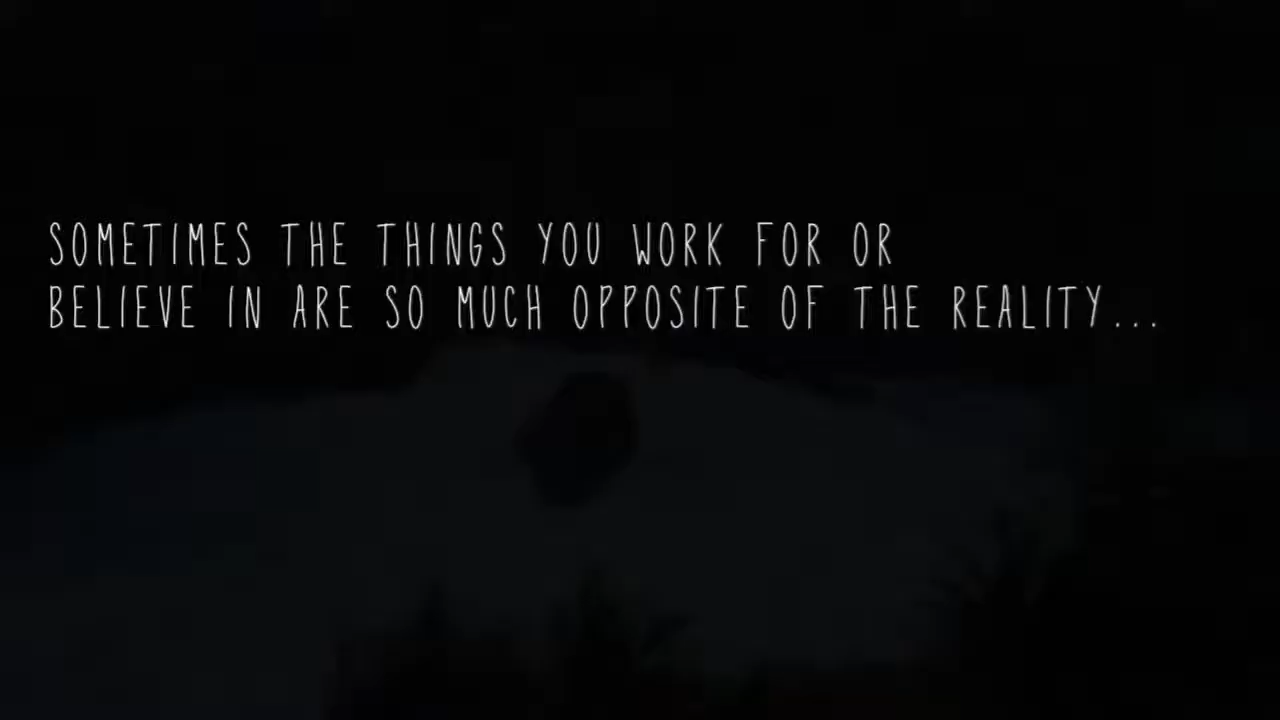 SOMETIMES THE THINGS YOU WORK FOR OR
BELIEVE IN ARE SO MUCH OPPOSITE OF THE REALITY...